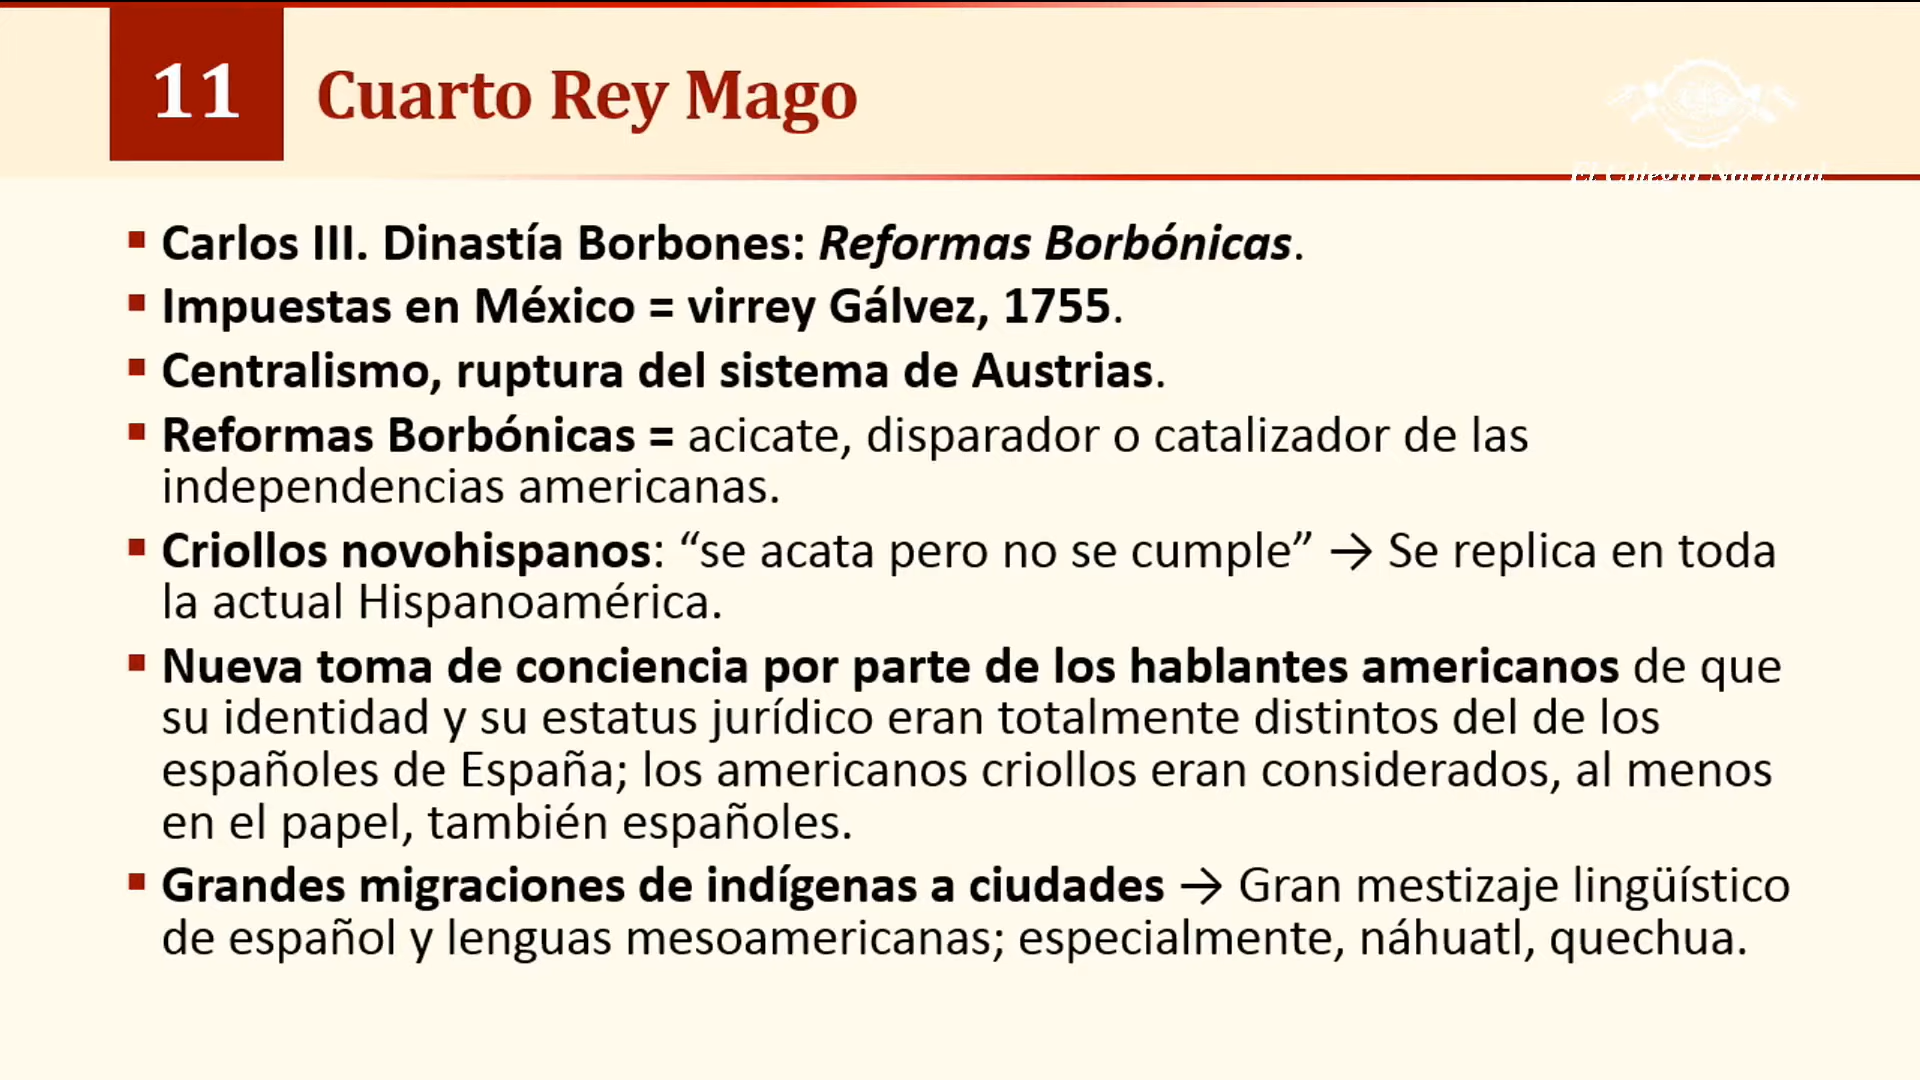 11
Cuarto Rey Mago
El Colegio Nacional
▪ Carlos III. Dinastía Borbones: Reformas Borbónicas.
▪ Impuestas en México = virrey Gálvez, 1755.
▪ Centralismo, ruptura del sistema de Austrias.
▪ Reformas Borbónicas = acicate, disparador o catalizador de las
independencias americanas.
▪ Criollos novohispanos: “se acata pero no se cumple” → Se replica en toda
la actual Hispanoamérica.
▪ Nueva toma de conciencia por parte de los hablantes americanos de que
su identidad y su estatus jurídico eran totalmente distintos del de los
españoles de España; los americanos criollos eran considerados, al menos
en el papel, también españoles.
▪ Grandes migraciones de indígenas a ciudades → Gran mestizaje lingüístico
de español y lenguas mesoamericanas; especialmente, náhuatl, quechua.